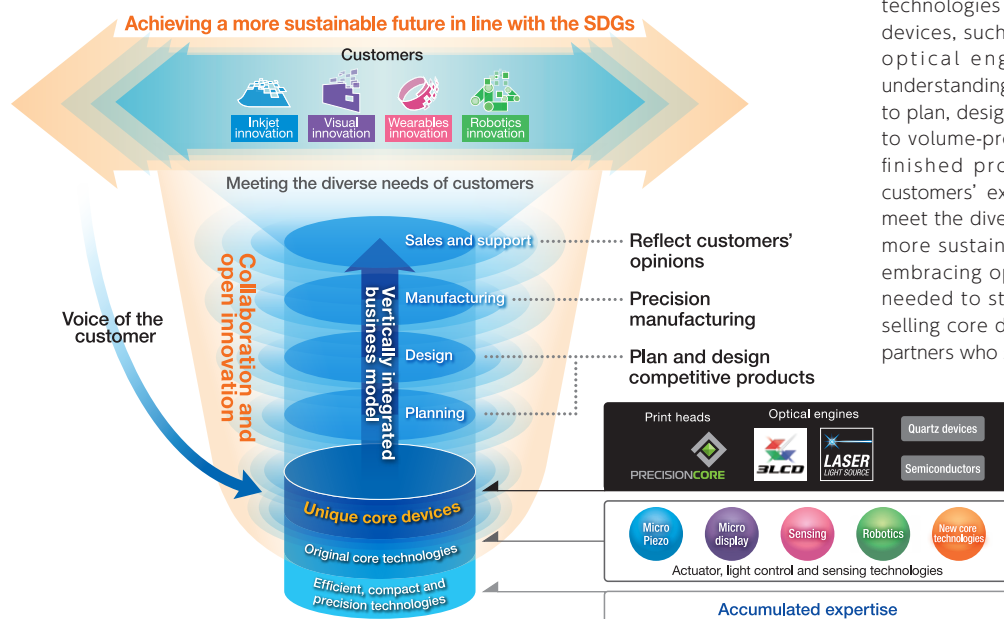 Achieving a more sustainable future in line with the SDGs
Customers
Inkjet
innovation
Visual
innovation
Wearables
innovation
Robotics
innovation
Meeting the diverse needs of customers
Sales and support
Manufacturing
Design
Planning
Vertically integrated
business model
Collaboration and
open innovation
Voice of the
customer
Reflect customers'
opinions
Precision
manufacturing
Plan and design
competitive products
Unique core devices
Original core technologies
Efficient, compact and
precision technologies
Print heads
PRECISIONCORE
Optical engines
3LCD
LASER
LIGHT SOURCE
Quartz devices
Semiconductors
Micro
Piezo
Micro
display
Sensing
Robotics
New core
technologies
Actuator, light control and sensing technologies
Accumulated expertise
technologies
devices, such
optical eng
understanding
to plan, desig
to volume-pr
finished pro
customers' ex
meet the dive
more sustain
embracing op
needed to st
selling core d
partners who